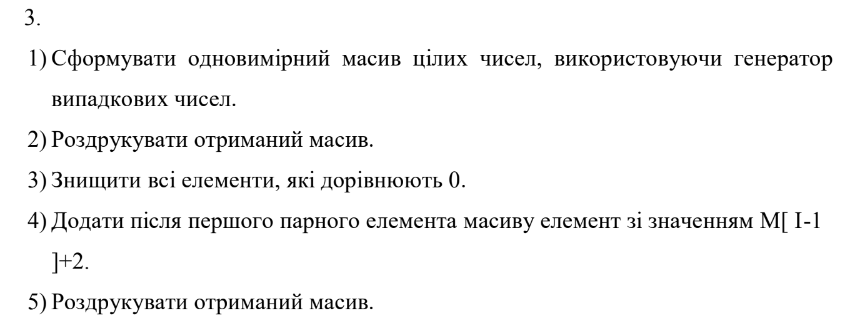 3.
1) Сформувати одновимірний масив цілих чисел, використовуючи генератор
випадкових чисел.
2) Роздрукувати отриманий масив.
3) Знищити всі елементи, які дорівнюють 0.
4) Додати після першого парного елемента масиву елемент зі значенням M[ I-1
]+2.
5) Роздрукувати отриманий масив.